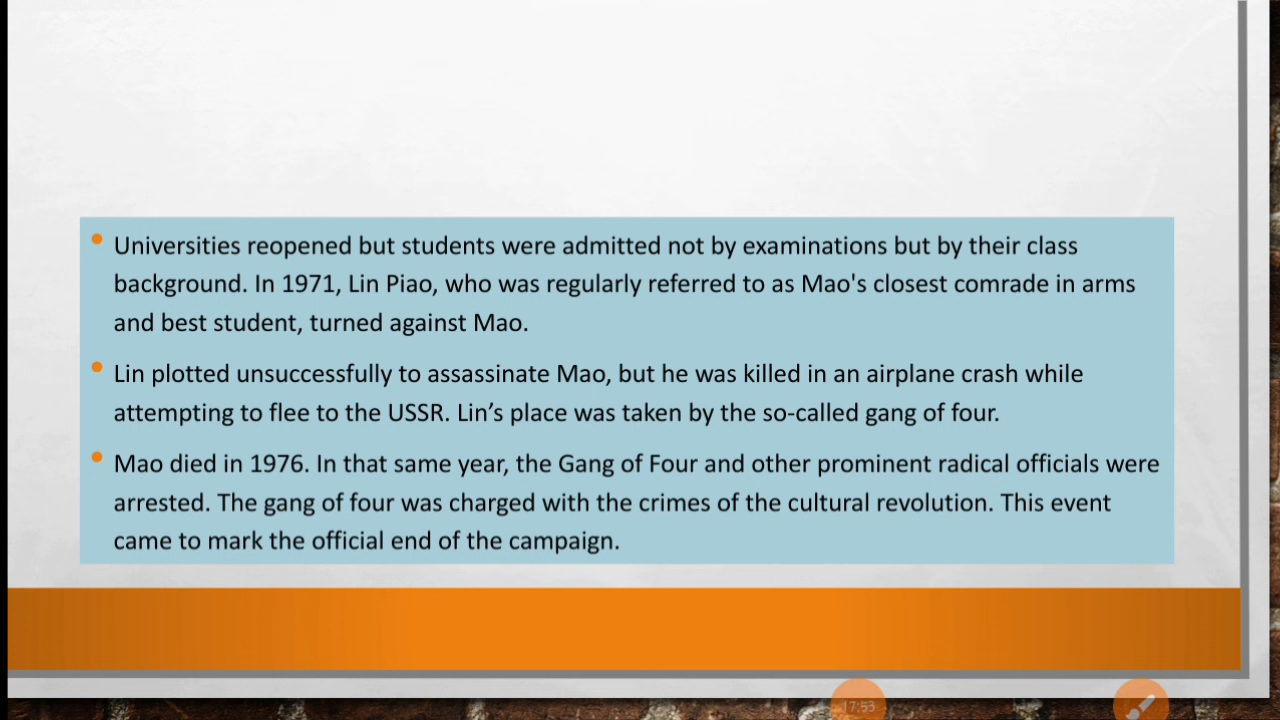 Universities reopened but students were admitted not by examinations but by their class
background. In 1971, Lin Piao, who was regularly referred to as Mao's closest comrade in arms
and best student, turned against Mao.
Lin plotted unsuccessfully to assassinate Mao, but he was killed in an airplane crash while
attempting to flee to the USSR. Lin’s place was taken by the so-called gang of four.
Mao died in 1976. In that same year, the Gang of Four and other prominent radical officials were
arrested. The gang of four was charged with the crimes of the cultural revolution. This event
came to mark the official end of the campaign.
17:53